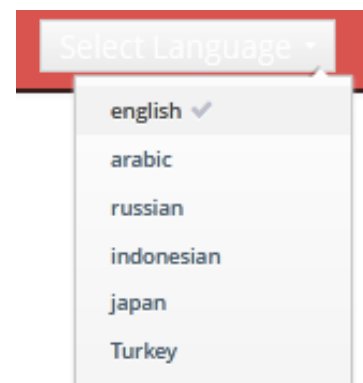 Select Language
english
arabic
russian
indonesian
japan
Turkey